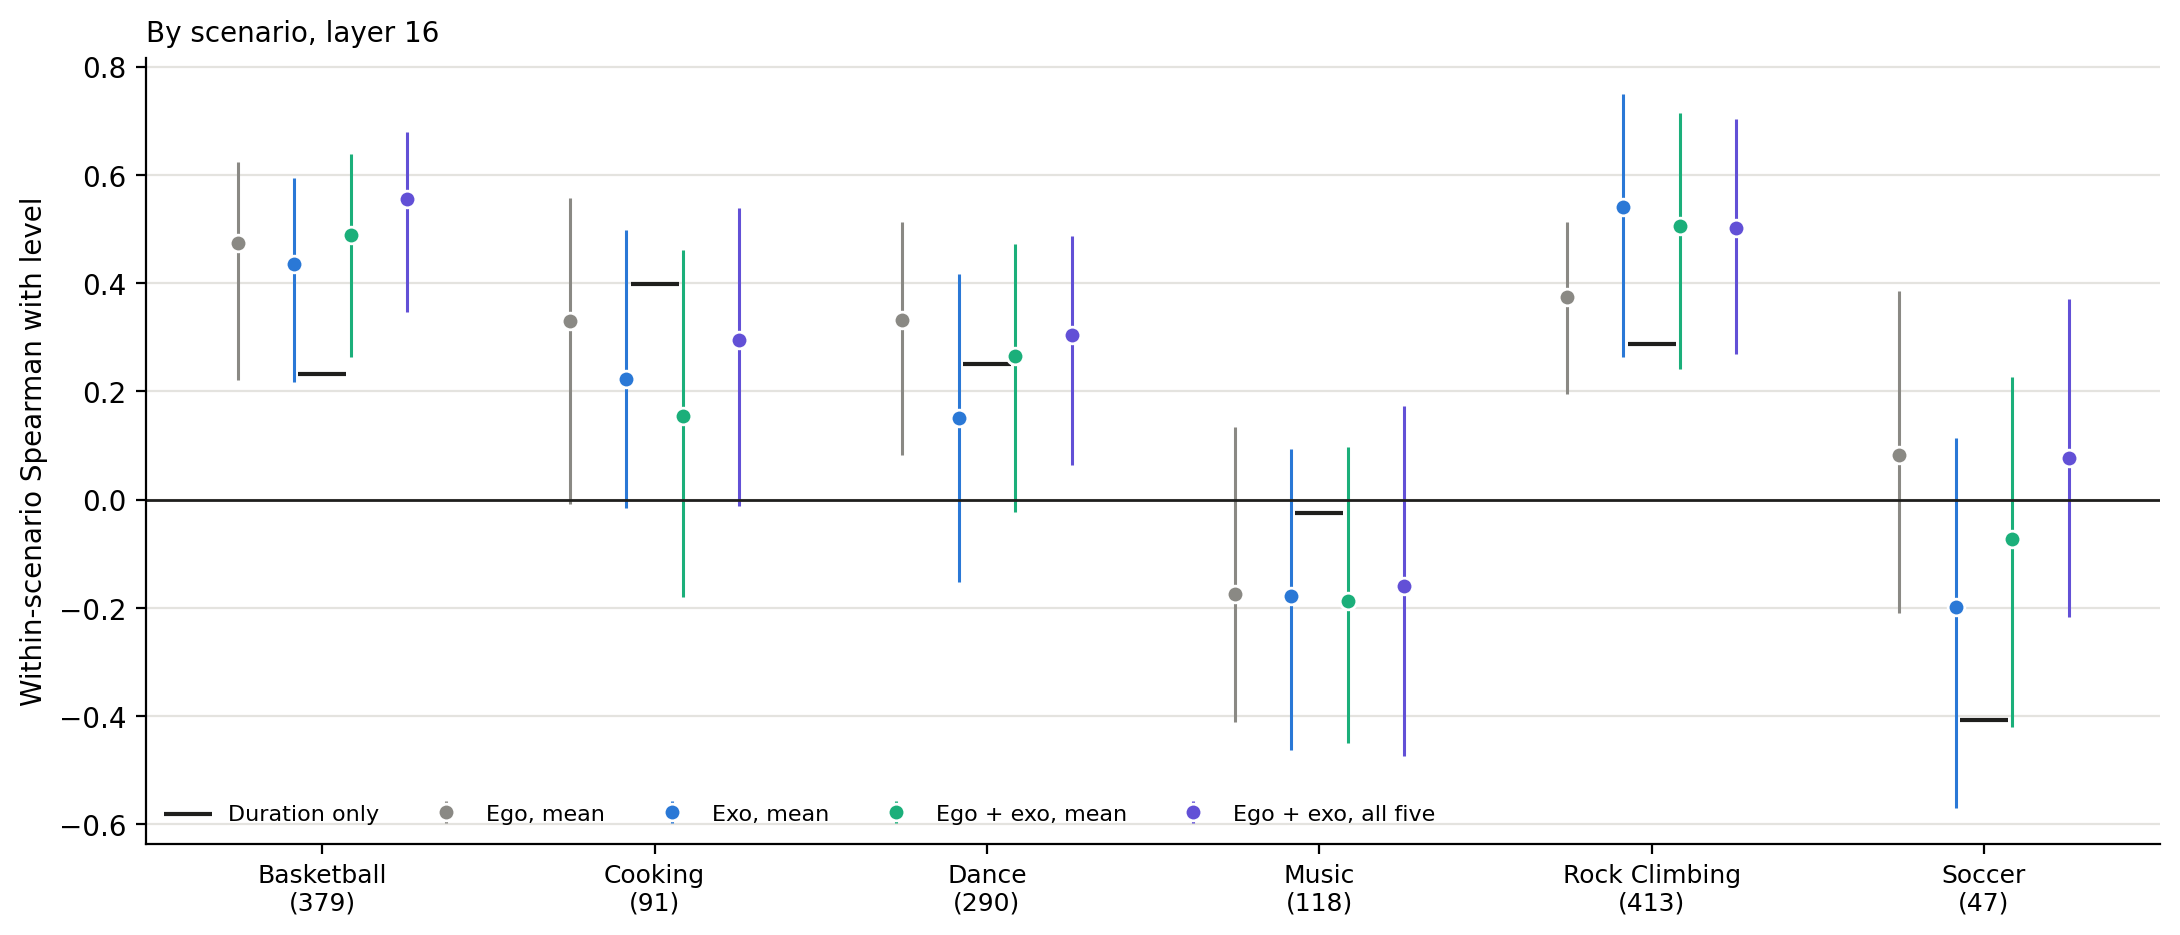 By scenario, layer 16
Within-scenario Spearman with level
0.8
0.6
0.4
0.2
0.0
−0.2
−0.4
−0.6
Duration only
Ego, mean
Exo, mean
Ego + exo, mean
Ego + exo, all five
Basketball
(379)
Cooking
(91)
Dance
(290)
Music
(118)
Rock Climbing
(413)
Soccer
(47)